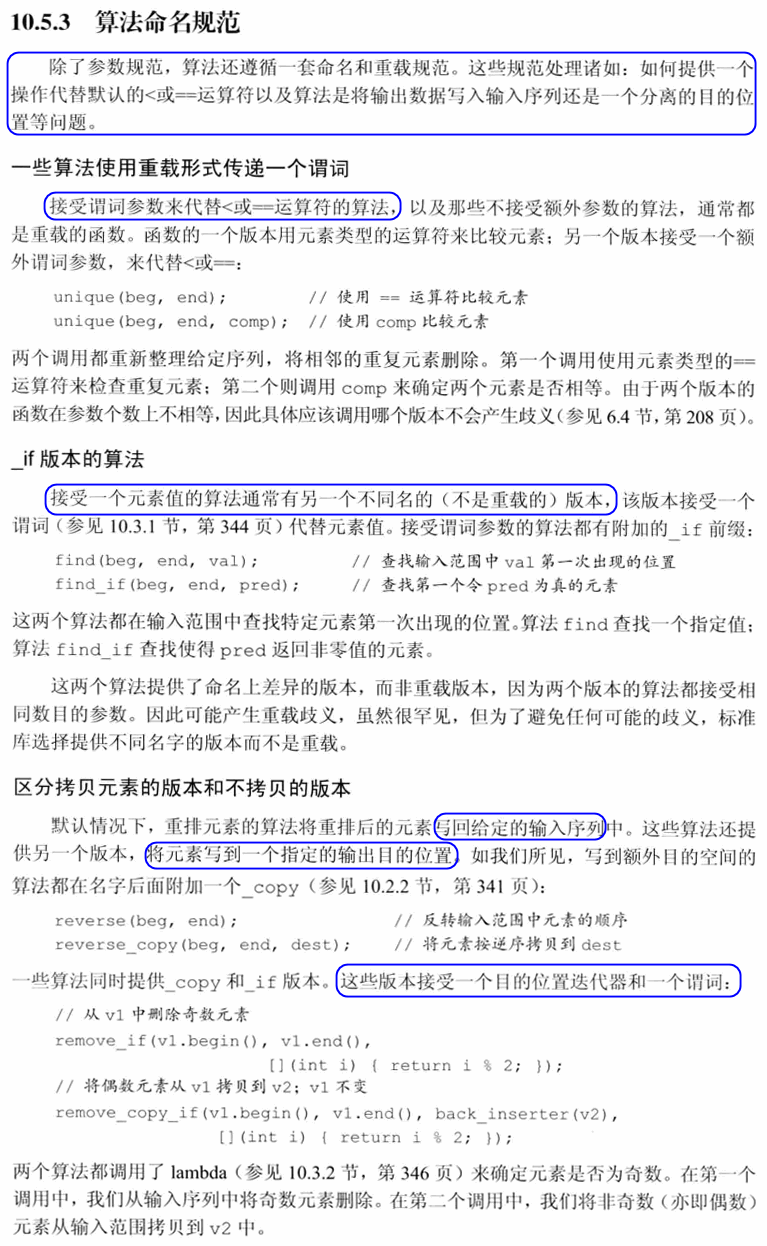 10.5.3 算法命名规范
除了参数规范，算法还遵循一套命名和重载规范。这些规范处理诸如：如何提供一个
操作代替默认的<或==运算符以及算法是将输出数据写入输入序列还是一个分离的目的位
置等问题。
一些算法使用重载形式传递一个谓词
接受谓词参数来代替<或==运算符的算法，以及那些不接受额外参数的算法，通常都
是重载的函数。函数的一个版本用元素类型的运算符来比较元素；另一个版本接受一个额
外谓词参数，来代替<或==：
unique(beg, end);        // 使用 == 运算符比较元素
unique(beg, end, comp);  // 使用 comp 比较元素
两个调用都重新整理给定序列，将相邻的重复元素删除。第一个调用使用元素类型的==
运算符来检查重复元素；第二个则调用 comp 来确定两个元素是否相等。由于两个版本的
函数在参数个数上不相等，因此具体应该调用哪个版本不会产生歧义（参见 6.4 节，第 208 页）。
_if 版本的算法
接受一个元素值的算法通常有另一个不同名的（不是重载的）版本，该版本接受一个
谓词（参见 10.3.1 节，第 344 页）代替元素值。接受谓词参数的算法都有附加的_if 前缀：
find(beg, end, val);         // 查找输入范围中 val 第一次出现的位置
find_if(beg, end, pred);     // 查找第一个令 pred 为真的元素
这两个算法都在输入范围中查找特定元素第一次出现的位置。算法 find 查找一个指定值；
算法 find_if 查找使得 pred 返回非零值的元素。
这两个算法提供了命名上差异的版本，而非重载版本，因为两个版本的算法都接受相
同数目的参数。因此可能产生重载歧义，虽然很罕见，但为了避免任何可能的歧义，标准
库选择提供不同名字的版本而不是重载。
区分拷贝元素的版本和不拷贝的版本
默认情况下，重排元素的算法将重排后的元素写回给定的输入序列中。这些算法还提
供另一个版本，将元素写到一个指定的输出目的位置。如我们所见，写到额外目的空间的
算法都在名字后面附加一个_copy（参见 10.2.2 节，第 341 页）：
reverse(beg, end);              // 反转输入范围中元素的顺序
reverse_copy(beg, end, dest);   // 将元素按逆序拷贝到 dest
一些算法同时提供_copy 和_if 版本。这些版本接受一个目的位置迭代器和一个谓词：
// 从 v1 中删除奇数元素
remove_if(v1.begin(), v1.end(),
[](int i) { return i % 2; });
// 将偶数元素从 v1 拷贝到 v2；v1 不变
remove_copy_if(v1.begin(), v1.end(), back_inserter(v2),
[](int i) { return i % 2; });
两个算法都调用了 lambda（参见 10.3.2 节，第 346 页）来确定元素是否为奇数。在第一个
调用中，我们从输入序列中将奇数元素删除。在第二个调用中，我们将非奇数（亦即偶数）
元素从输入范围拷贝到 v2 中。